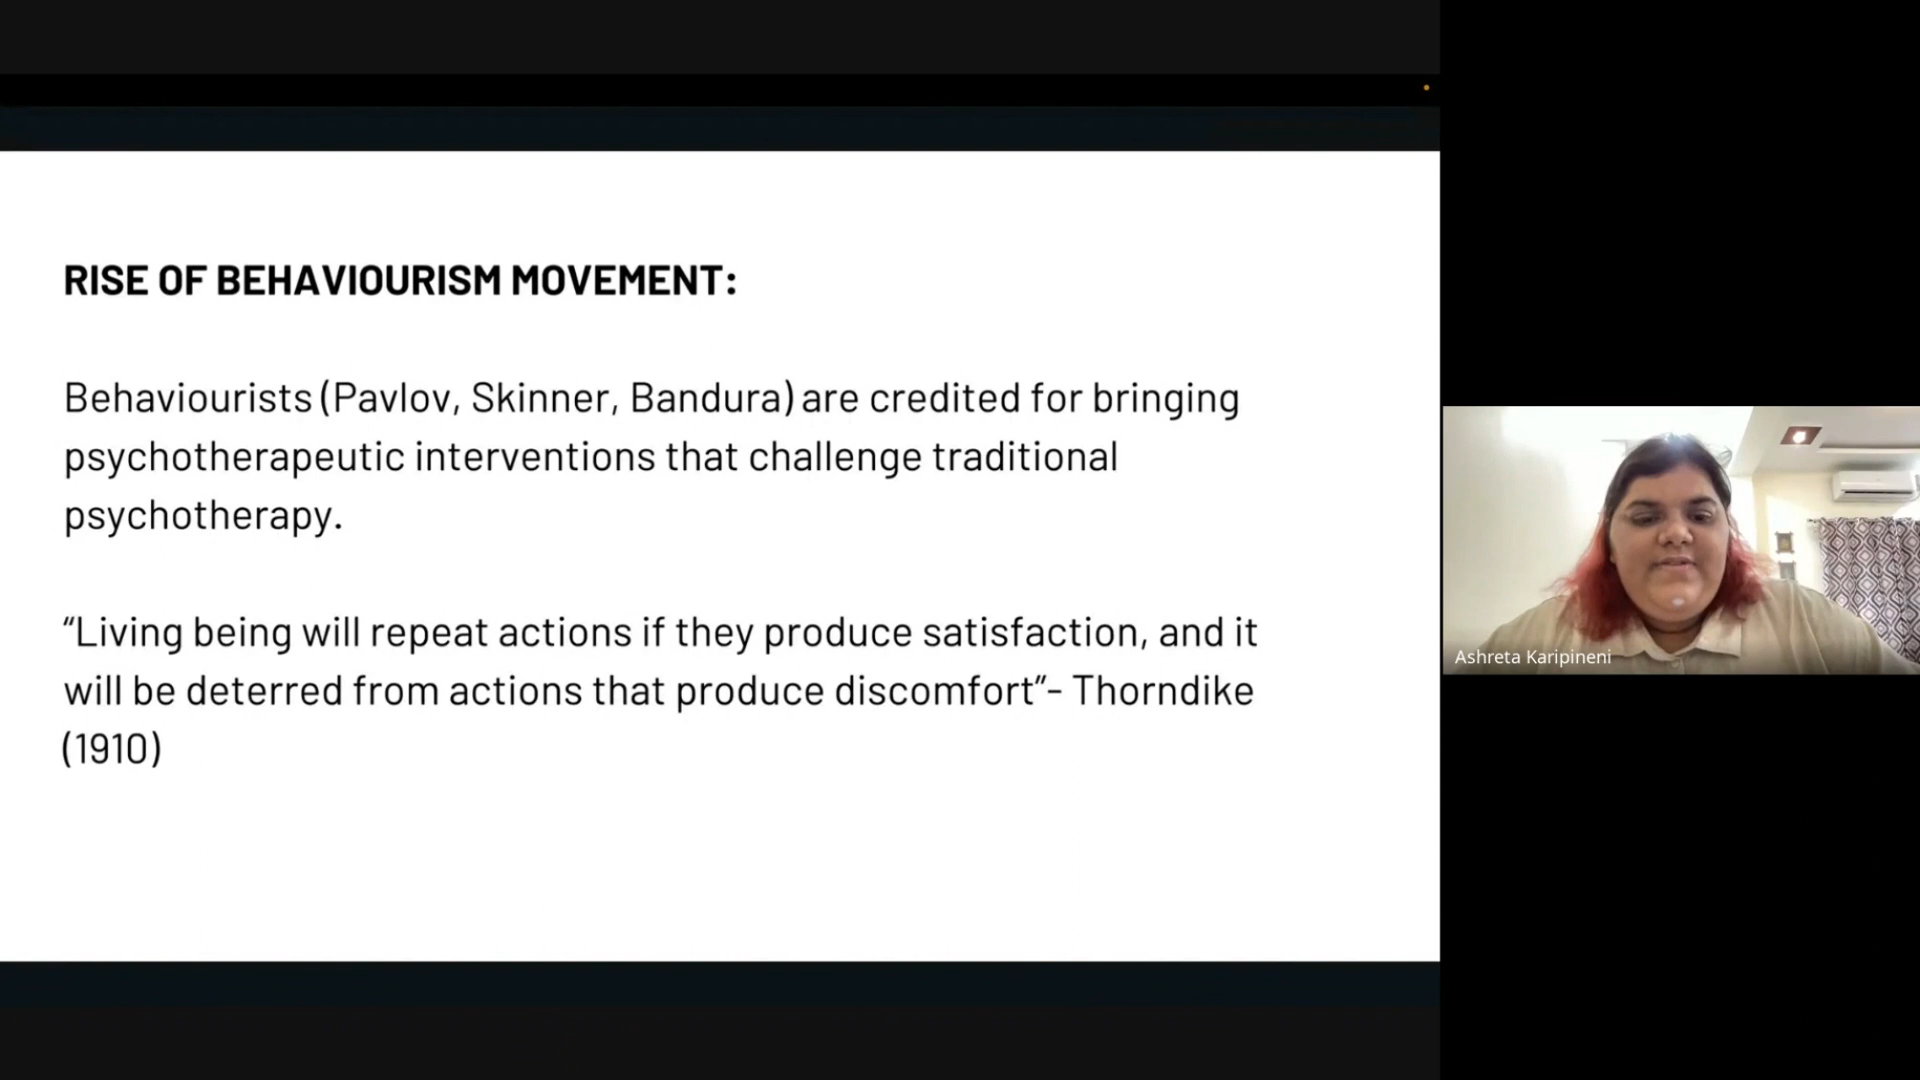 RISE OF BEHAVIOURISM MOVEMENT:
Behaviourists (Pavlov, Skinner, Bandura) are credited for bringing
psychotherapeutic interventions that challenge traditional
psychotherapy.
“Living being will repeat actions if they produce satisfaction, and it
will be deterred from actions that produce discomfort”- Thorndike
(1910)
Ashreta Karipineni